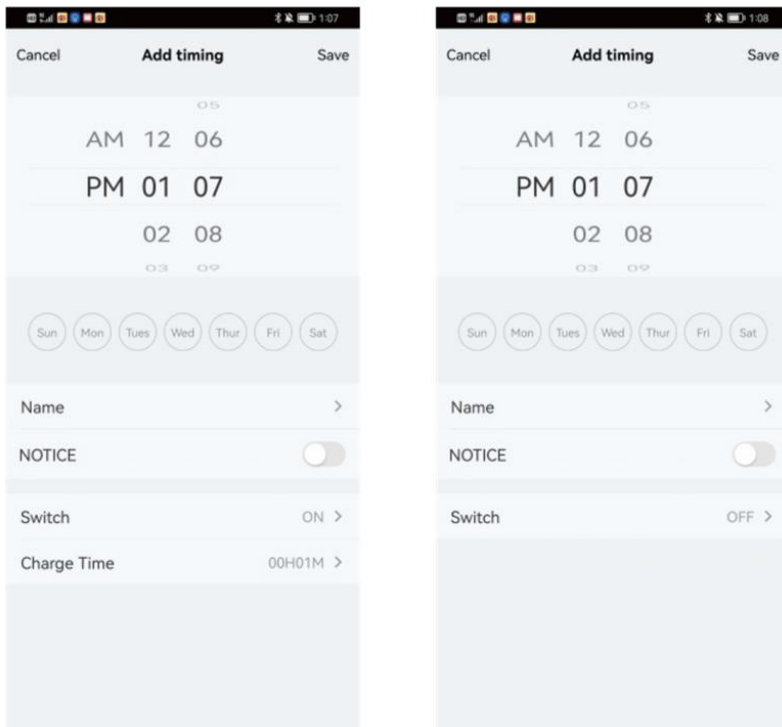 1:07
Cancel Add timing Save
05
AM 12 06
PM 01 07
02 08
03 09
Sun Mon Tues Wed Thur Fri Sat
Name
NOTICE
Switch ON
Charge Time 00H01M
1:08
Cancel Add timing Save
05
AM 12 06
PM 01 07
02 08
03 09
Sun Mon Tues Wed Thur Fri Sat
Name
NOTICE
Switch OFF